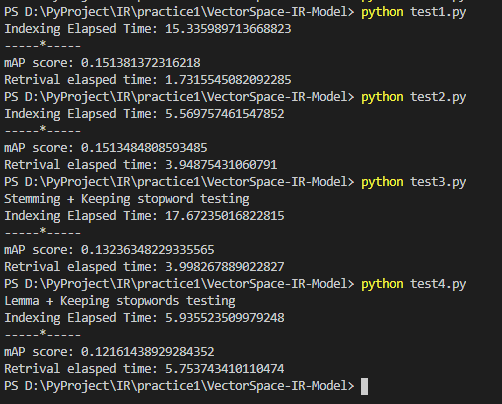 PS D:\PyProject\IR\practice1\VectorSpace-IR-Model> python test1.py
Indexing Elapsed Time: 15.335989713668823
-----*-----
mAP score: 0.151381372316218
Retrival elasped time: 1.7315545082092285
PS D:\PyProject\IR\practice1\VectorSpace-IR-Model> python test2.py
Indexing Elapsed Time: 5.569757461547852
-----*-----
mAP score: 0.1513484808593485
Retrival elasped time: 3.94875431060791
PS D:\PyProject\IR\practice1\VectorSpace-IR-Model> python test3.py
Stemming + Keeping stopword testing
Indexing Elapsed Time: 17.67235016822815
-----*-----
mAP score: 0.13236348229335565
Retrival elasped time: 3.998267889022827
PS D:\PyProject\IR\practice1\VectorSpace-IR-Model> python test4.py
Lemma + Keeping stopwords testing
Indexing Elapsed Time: 5.935523509979248
-----*-----
mAP score: 0.12161438929284352
Retrival elasped time: 5.753743410110474
PS D:\PyProject\IR\practice1\VectorSpace-IR-Model>